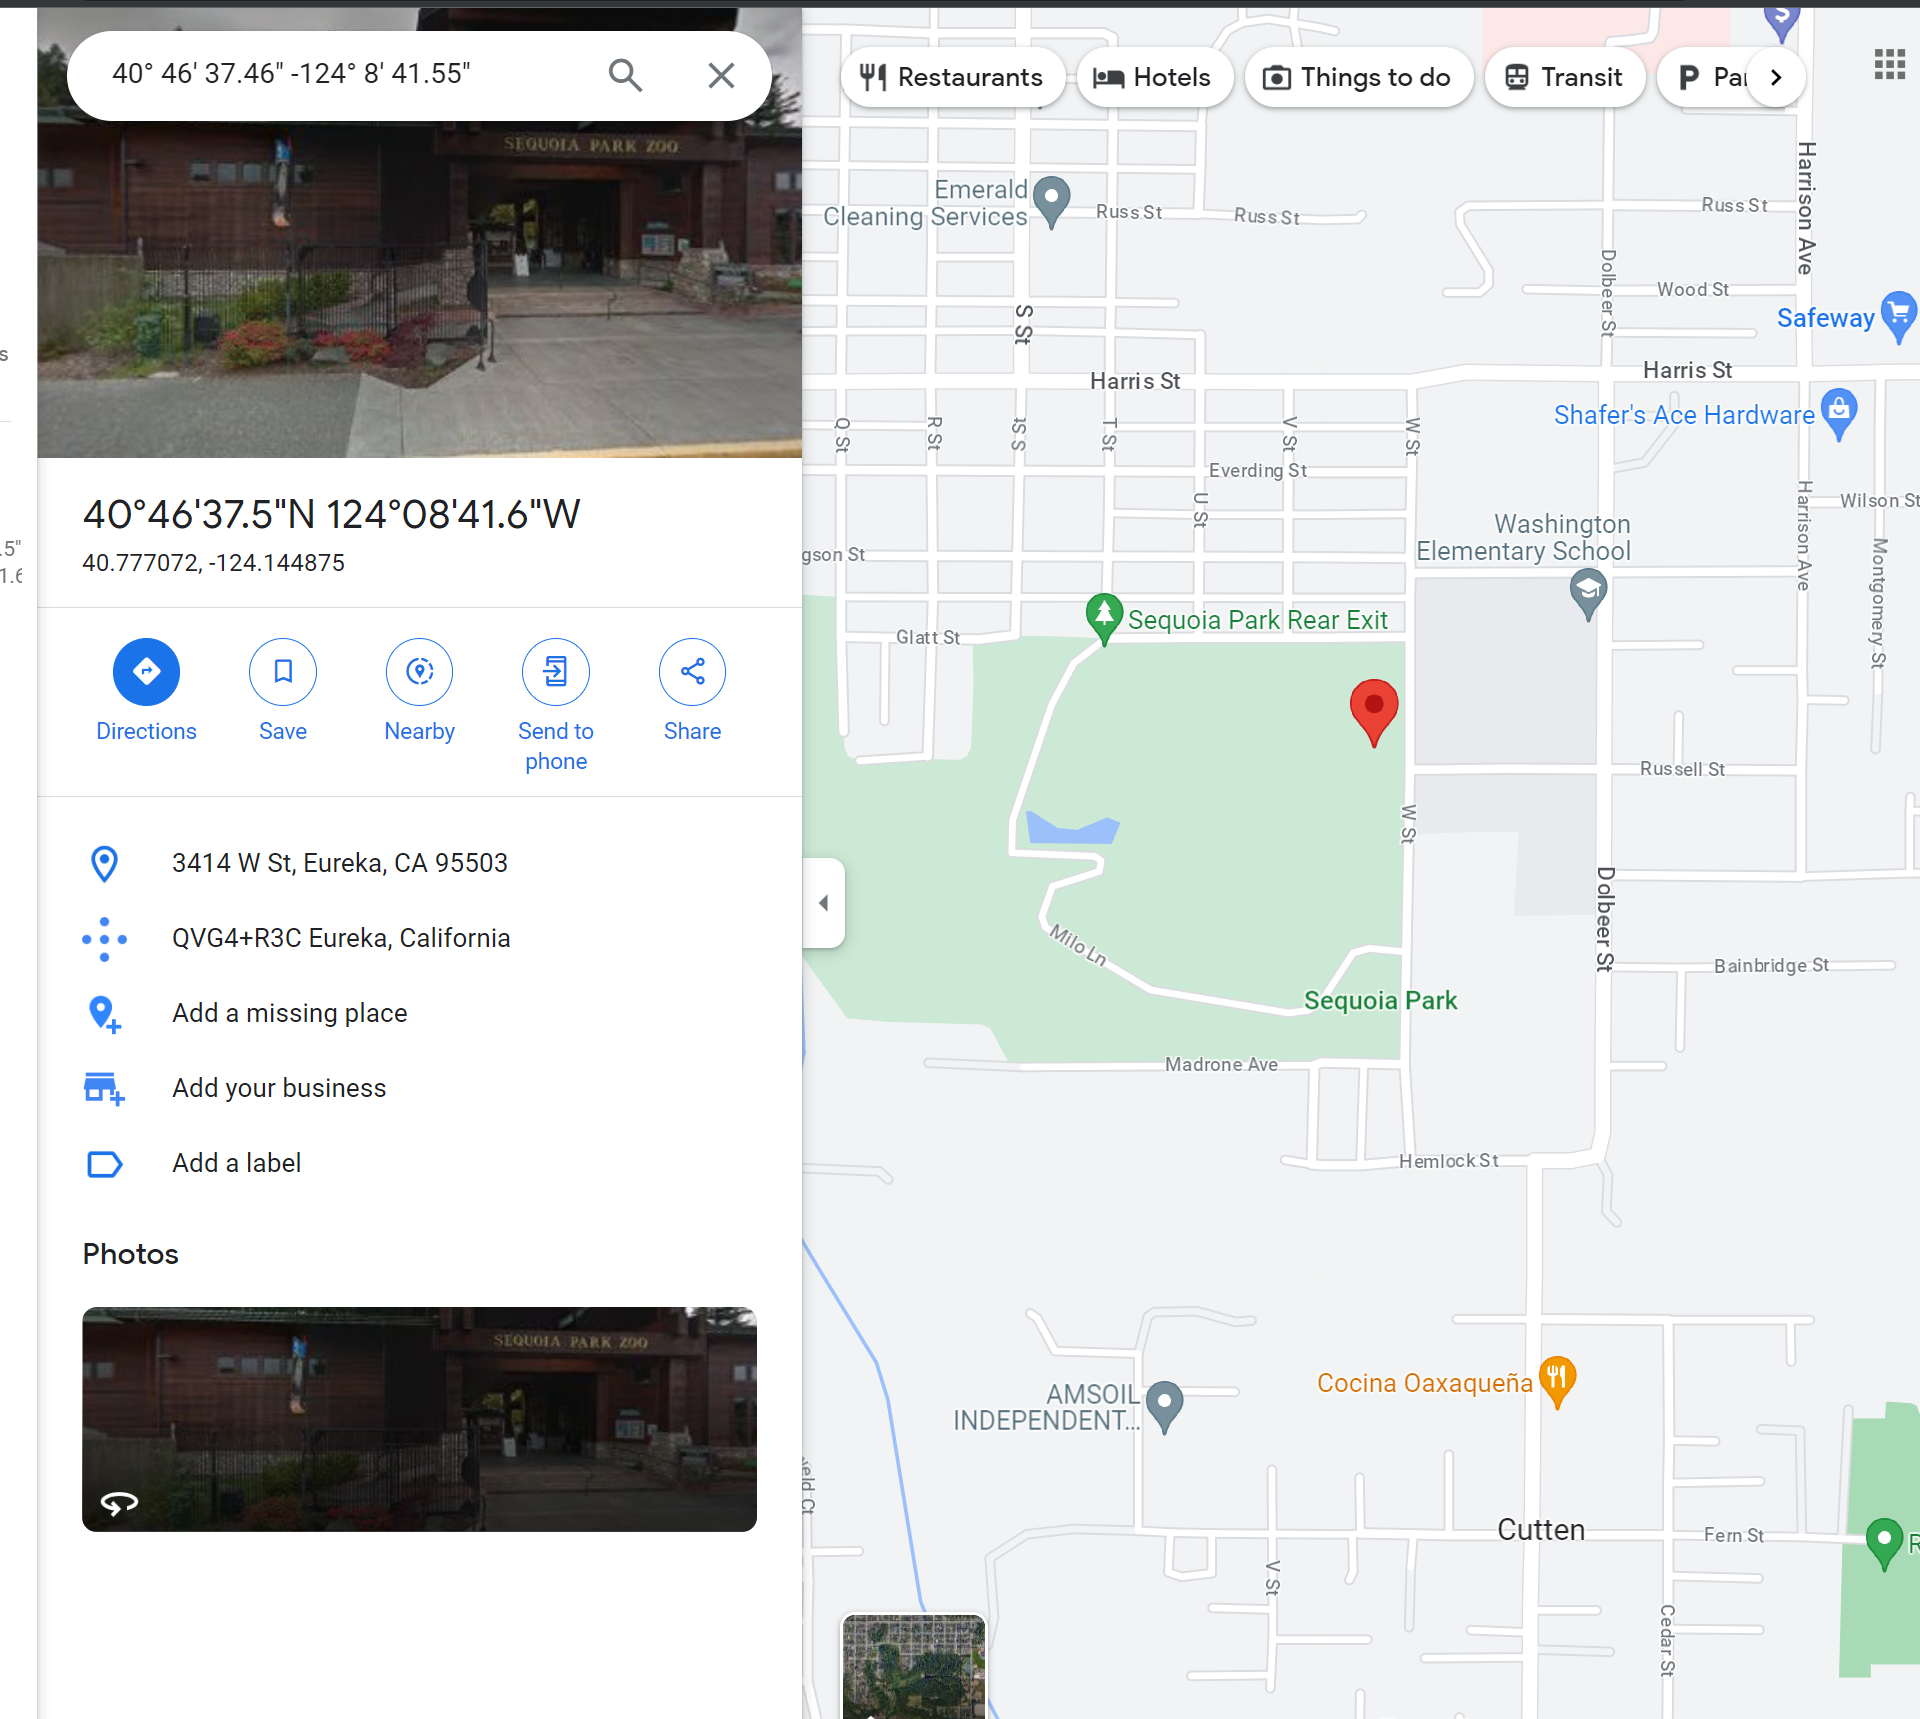 40° 46' 37.46" -124° 8' 41.55"
SEQUOIA PARK ZOO
40°46'37.5"N 124°08'41.6"W
40.777072, -124.144875
Directions
Save
Nearby
Send to
phone
Share
3414 W St, Eureka, CA 95503
QVG4+R3C Eureka, California
Add a missing place
Add your business
Add a label
Photos
SEQUOIA PARK ZOO
s
.5"
1.6
Restaurants
Hotels
Things to do
Transit
P Par
Harrison Ave
Emerald
Cleaning Services
Russ St
Russ St
Russ St
Dolbeer St
Wood St
Safeway
S St
Harris St
Harris St
Shafer's Ace Hardware
Q St
R St
S St
T St
V St
W St
Everding St
U St
Harrison Ave
Wilson St
Washington
Elementary School
gson St
Montgomery St
Sequoia Park Rear Exit
Glatt St
Russell St
W St
Dolbeer St
Milo Ln
Bainbridge St
Sequoia Park
Madrone Ave
Hemlock St
Cocina Oaxaqueña
AMSOIL
INDEPENDENT...
ield Ct
Cutten
Fern St
R
V St
Cedar St